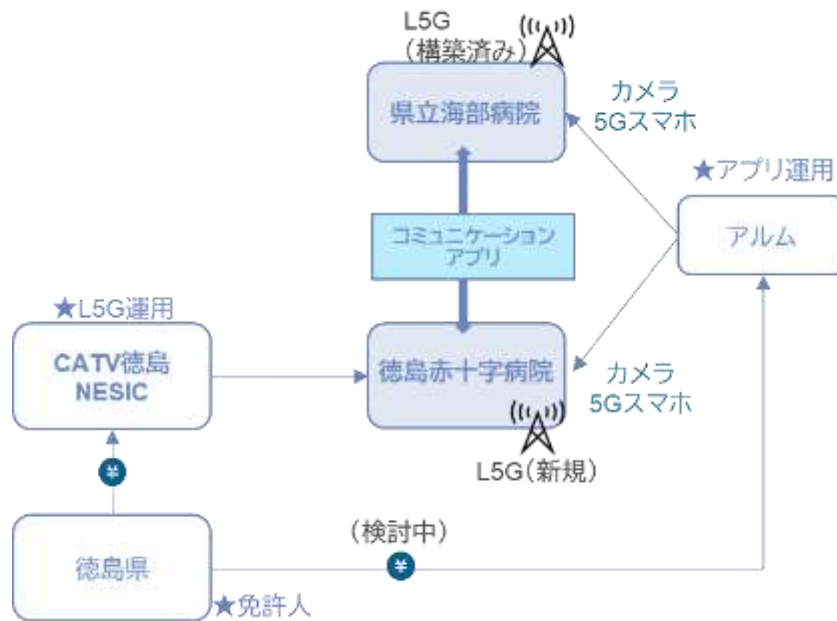 L5G
（構築済み）
県立海部病院
カメラ
5Gスマホ
★アプリ運用
アルム
コミュニケーション
アプリ
★L5G運用
CATV徳島
NESIC
徳島赤十字病院
カメラ
5Gスマホ
L5G（新規）
¥
（検討中）
¥
徳島県
★免許人